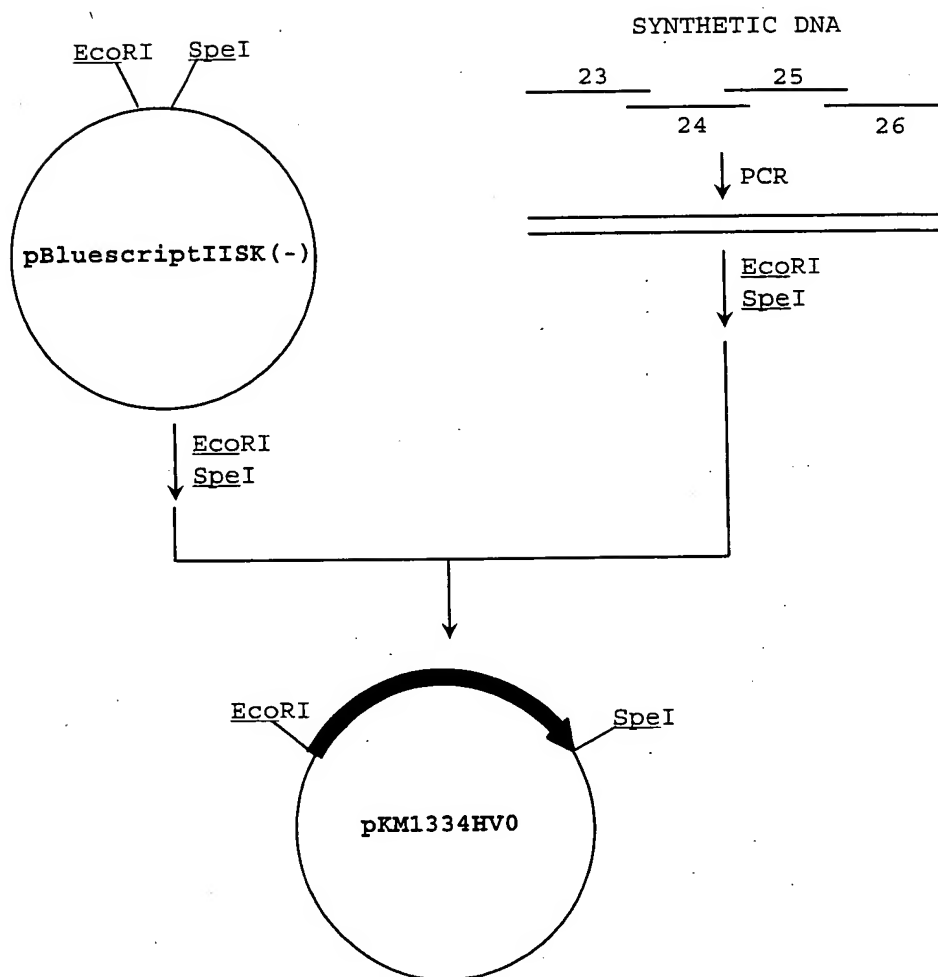 SYNTHETIC DNA
EcoRI SpeI
23 25
24 26
PCR
pBluescriptIISK(-)
EcoRI
SpeI
EcoRI
SpeI
EcoRI SpeI
pKM1334HV0